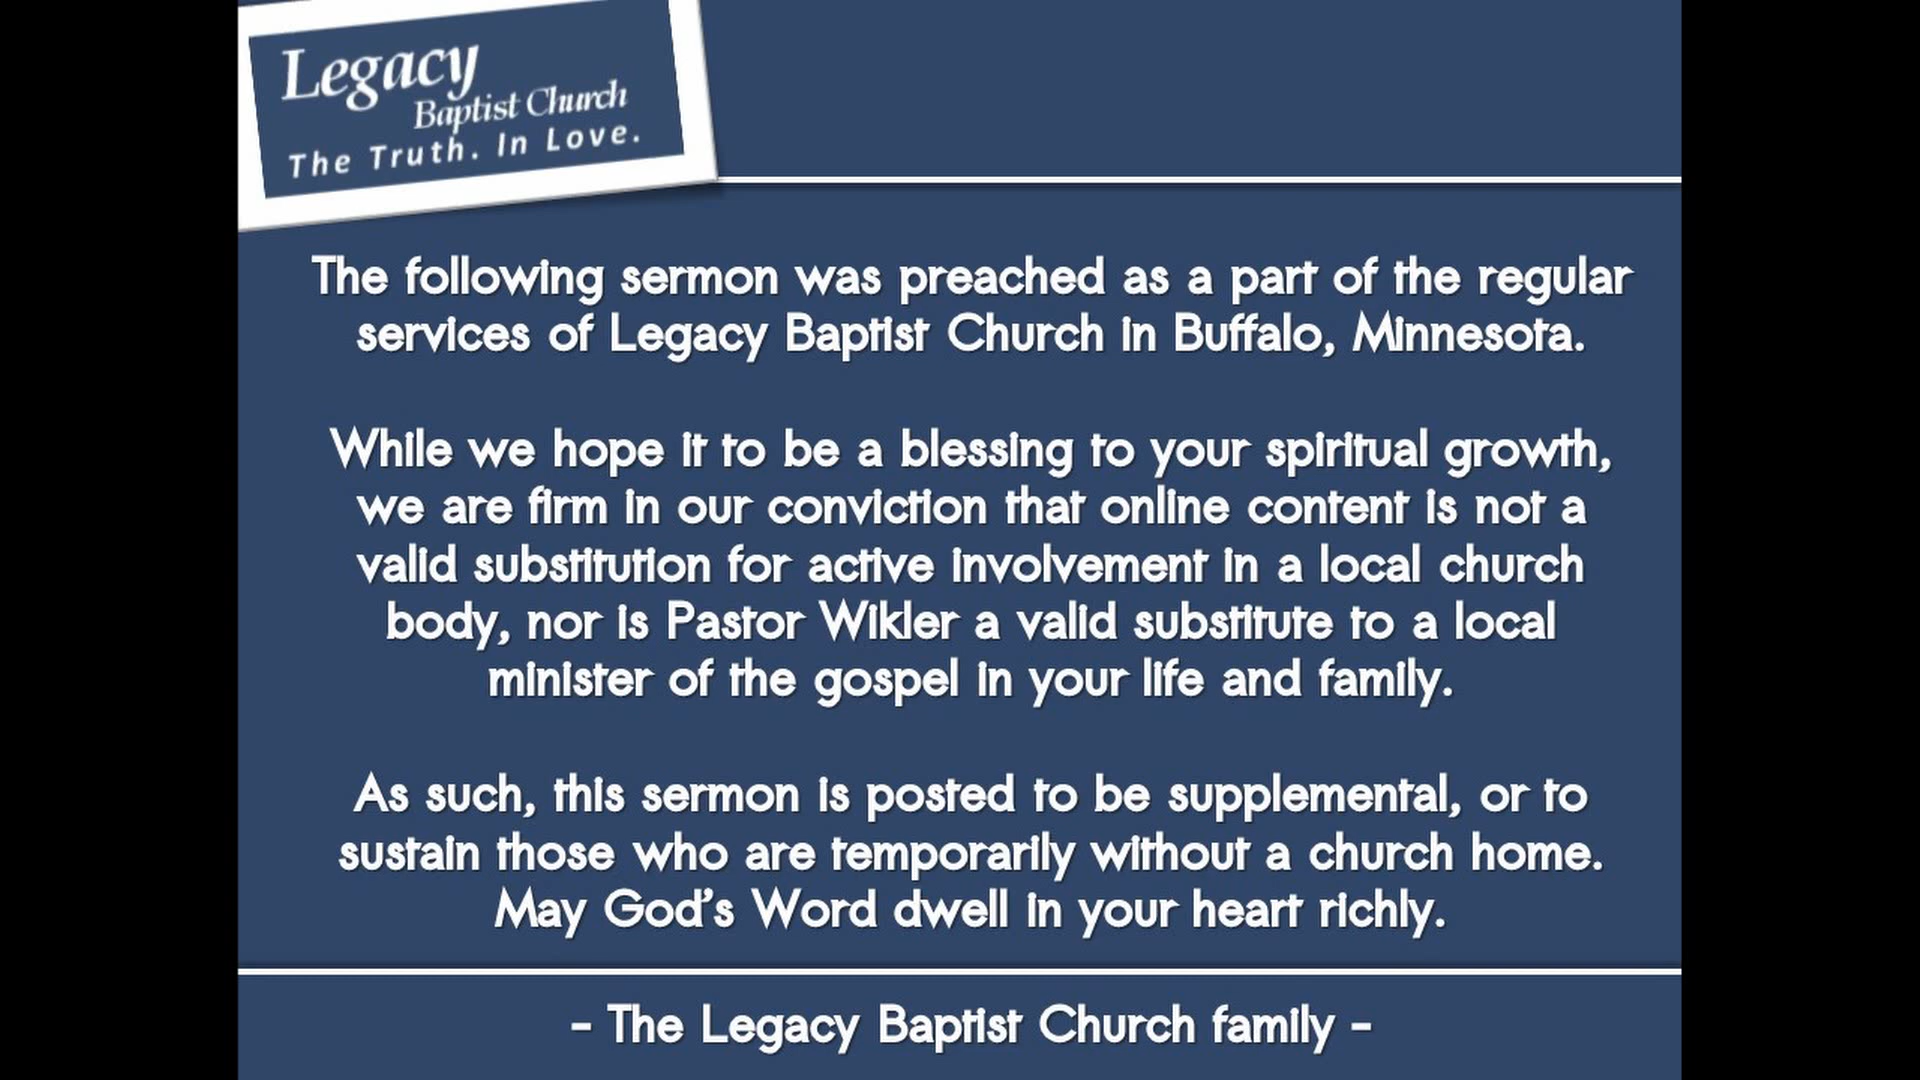 Legacy
Baptist Church
The Truth. In Love.
The following sermon was preached as a part of the regular
services of Legacy Baptist Church in Buffalo, Minnesota.
While we hope it to be a blessing to your spiritual growth,
we are firm in our conviction that online content is not a
valid substitution for active involvement in a local church
body, nor is Pastor Wikler a valid substitute to a local
minister of the gospel in your life and family.
As such, this sermon is posted to be supplemental, or to
sustain those who are temporarily without a church home.
May God's Word dwell in your heart richly.
- The Legacy Baptist Church family -